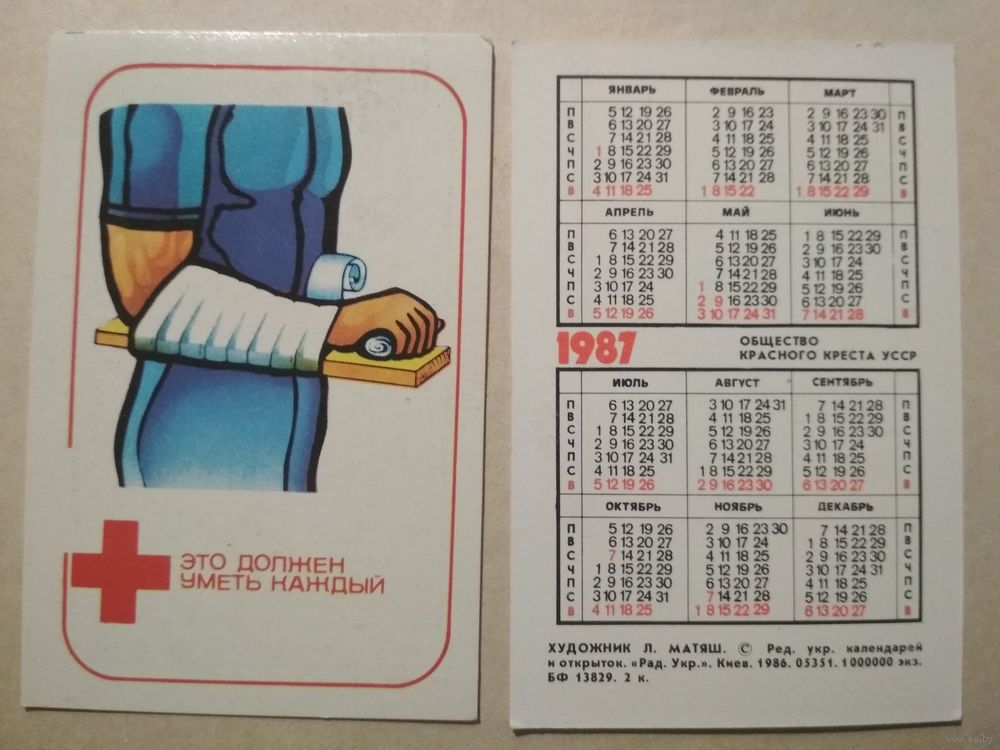 ЭТО ДОЛЖЕН
УМЕТЬ КАЖДЫЙ
ЯНВАРЬ ФЕВРАЛЬ МАРТ
П 5 12 19 26 2 9 16 23 2 9 16 23 30 П
В 6 13 20 27 3 10 17 24 3 10 17 24 31 В
С 7 14 21 28 4 11 18 25 4 11 18 25 С
Ч 1 8 15 22 29 5 12 19 26 5 12 19 26 Ч
П 2 9 16 23 30 6 13 20 27 6 13 20 27 П
С 3 10 17 24 31 7 14 21 28 7 14 21 28 С
В 4 11 18 25 1 8 15 22 1 8 15 22 29 В
АПРЕЛЬ МАЙ ИЮНЬ
П 6 13 20 27 4 11 18 25 1 8 15 22 29 П
В 7 14 21 28 5 12 19 26 2 9 16 23 30 В
С 1 8 15 22 29 6 13 20 27 3 10 17 24 С
Ч 2 9 16 23 30 7 14 21 28 4 11 18 25 Ч
П 3 10 17 24 1 8 15 22 29 5 12 19 26 П
С 4 11 18 25 2 9 16 23 30 6 13 20 27 С
В 5 12 19 26 3 10 17 24 31 7 14 21 28 В
1987
ОБЩЕСТВО
КРАСНОГО КРЕСТА УССР
ИЮЛЬ АВГУСТ СЕНТЯБРЬ
П 6 13 20 27 3 10 17 24 31 7 14 21 28 П
В 7 14 21 28 4 11 18 25 1 8 15 22 29 В
С 1 8 15 22 29 5 12 19 26 2 9 16 23 30 С
Ч 2 9 16 23 30 6 13 20 27 3 10 17 24 Ч
П 3 10 17 24 31 7 14 21 28 4 11 18 25 П
С 4 11 18 25 1 8 15 22 29 5 12 19 26 С
В 5 12 19 26 2 9 16 23 30 6 13 20 27 В
ОКТЯБРЬ НОЯБРЬ ДЕКАБРЬ
П 5 12 19 26 2 9 16 23 30 7 14 21 28 П
В 6 13 20 27 3 10 17 24 1 8 15 22 29 В
С 7 14 21 28 4 11 18 25 2 9 16 23 30 С
Ч 1 8 15 22 29 5 12 19 26 3 10 17 24 31 Ч
П 2 9 16 23 30 6 13 20 27 4 11 18 25 П
С 3 10 17 24 31 7 14 21 28 5 12 19 26 С
В 4 11 18 25 1 8 15 22 29 6 13 20 27 В
ХУДОЖНИК Л. МАТЯШ. © Ред. укр. календарей
и открыток. «Рад. Укр.». Киев. 1986. 05351. 1000000 экз.
БФ 13829. 2 к.
www.ay.by